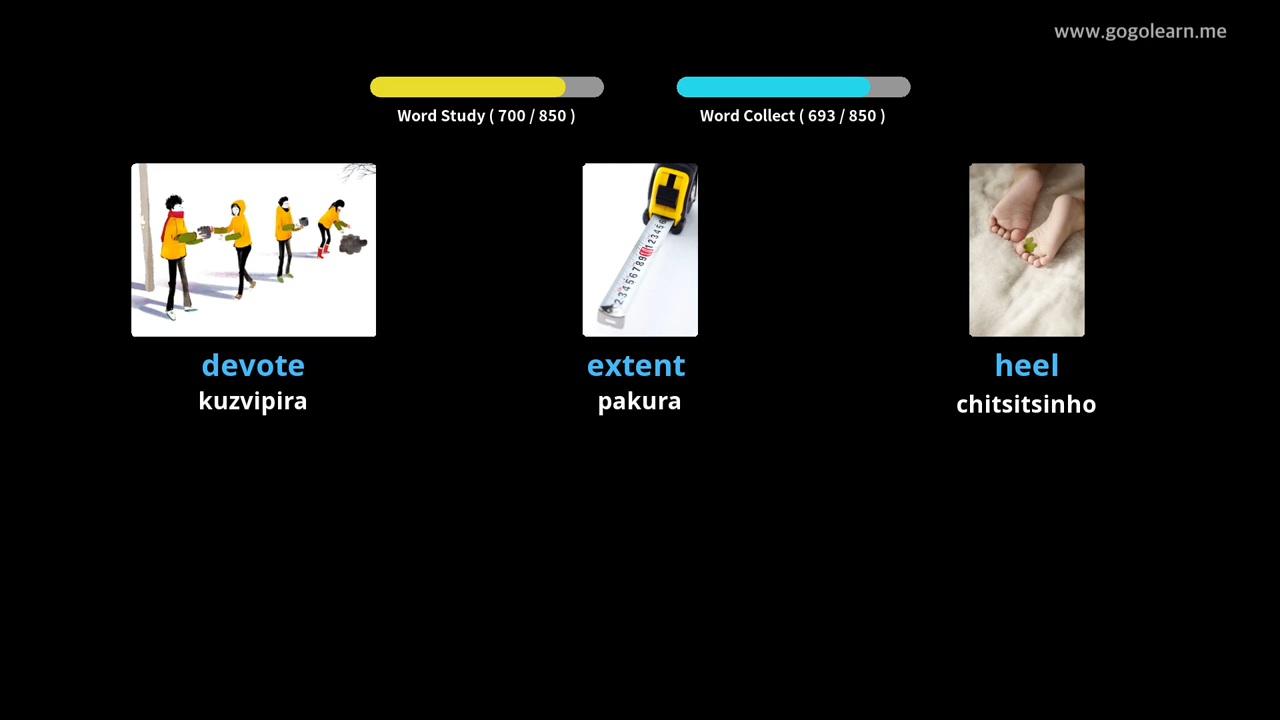 www.gogolearn.me
Word Study ( 700 / 850 )
Word Collect ( 693 / 850 )
devote
kuzvipira
extent
pakura
heel
chitsitsinho